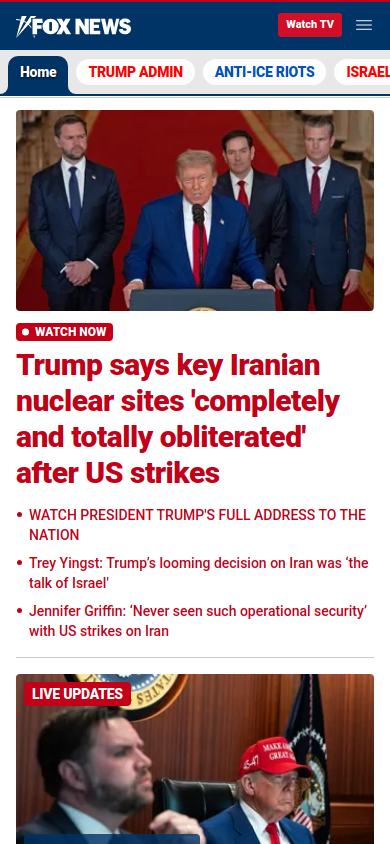 FOX NEWS
Watch TV
Home
TRUMP ADMIN
ANTI-ICE RIOTS
ISRAEL
WATCH NOW
Trump says key Iranian
nuclear sites 'completely
and totally obliterated'
after US strikes
• WATCH PRESIDENT TRUMP'S FULL ADDRESS TO THE
NATION
• Trey Yingst: Trump’s looming decision on Iran was ‘the
talk of Israel’
• Jennifer Griffin: ‘Never seen such operational security’
with US strikes on Iran
LIVE UPDATES
45-47